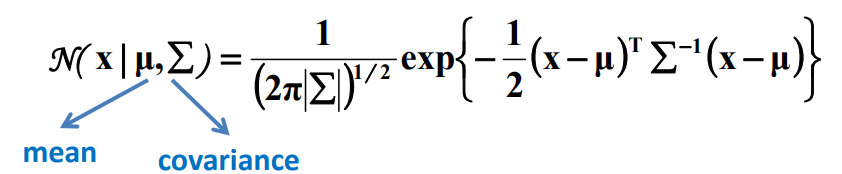 𝒩( x | μ, Σ ) = 1 / (2π|Σ|)^1/2 exp{ − 1/2 (x − μ)^T Σ^−1 (x − μ) }
mean
covariance